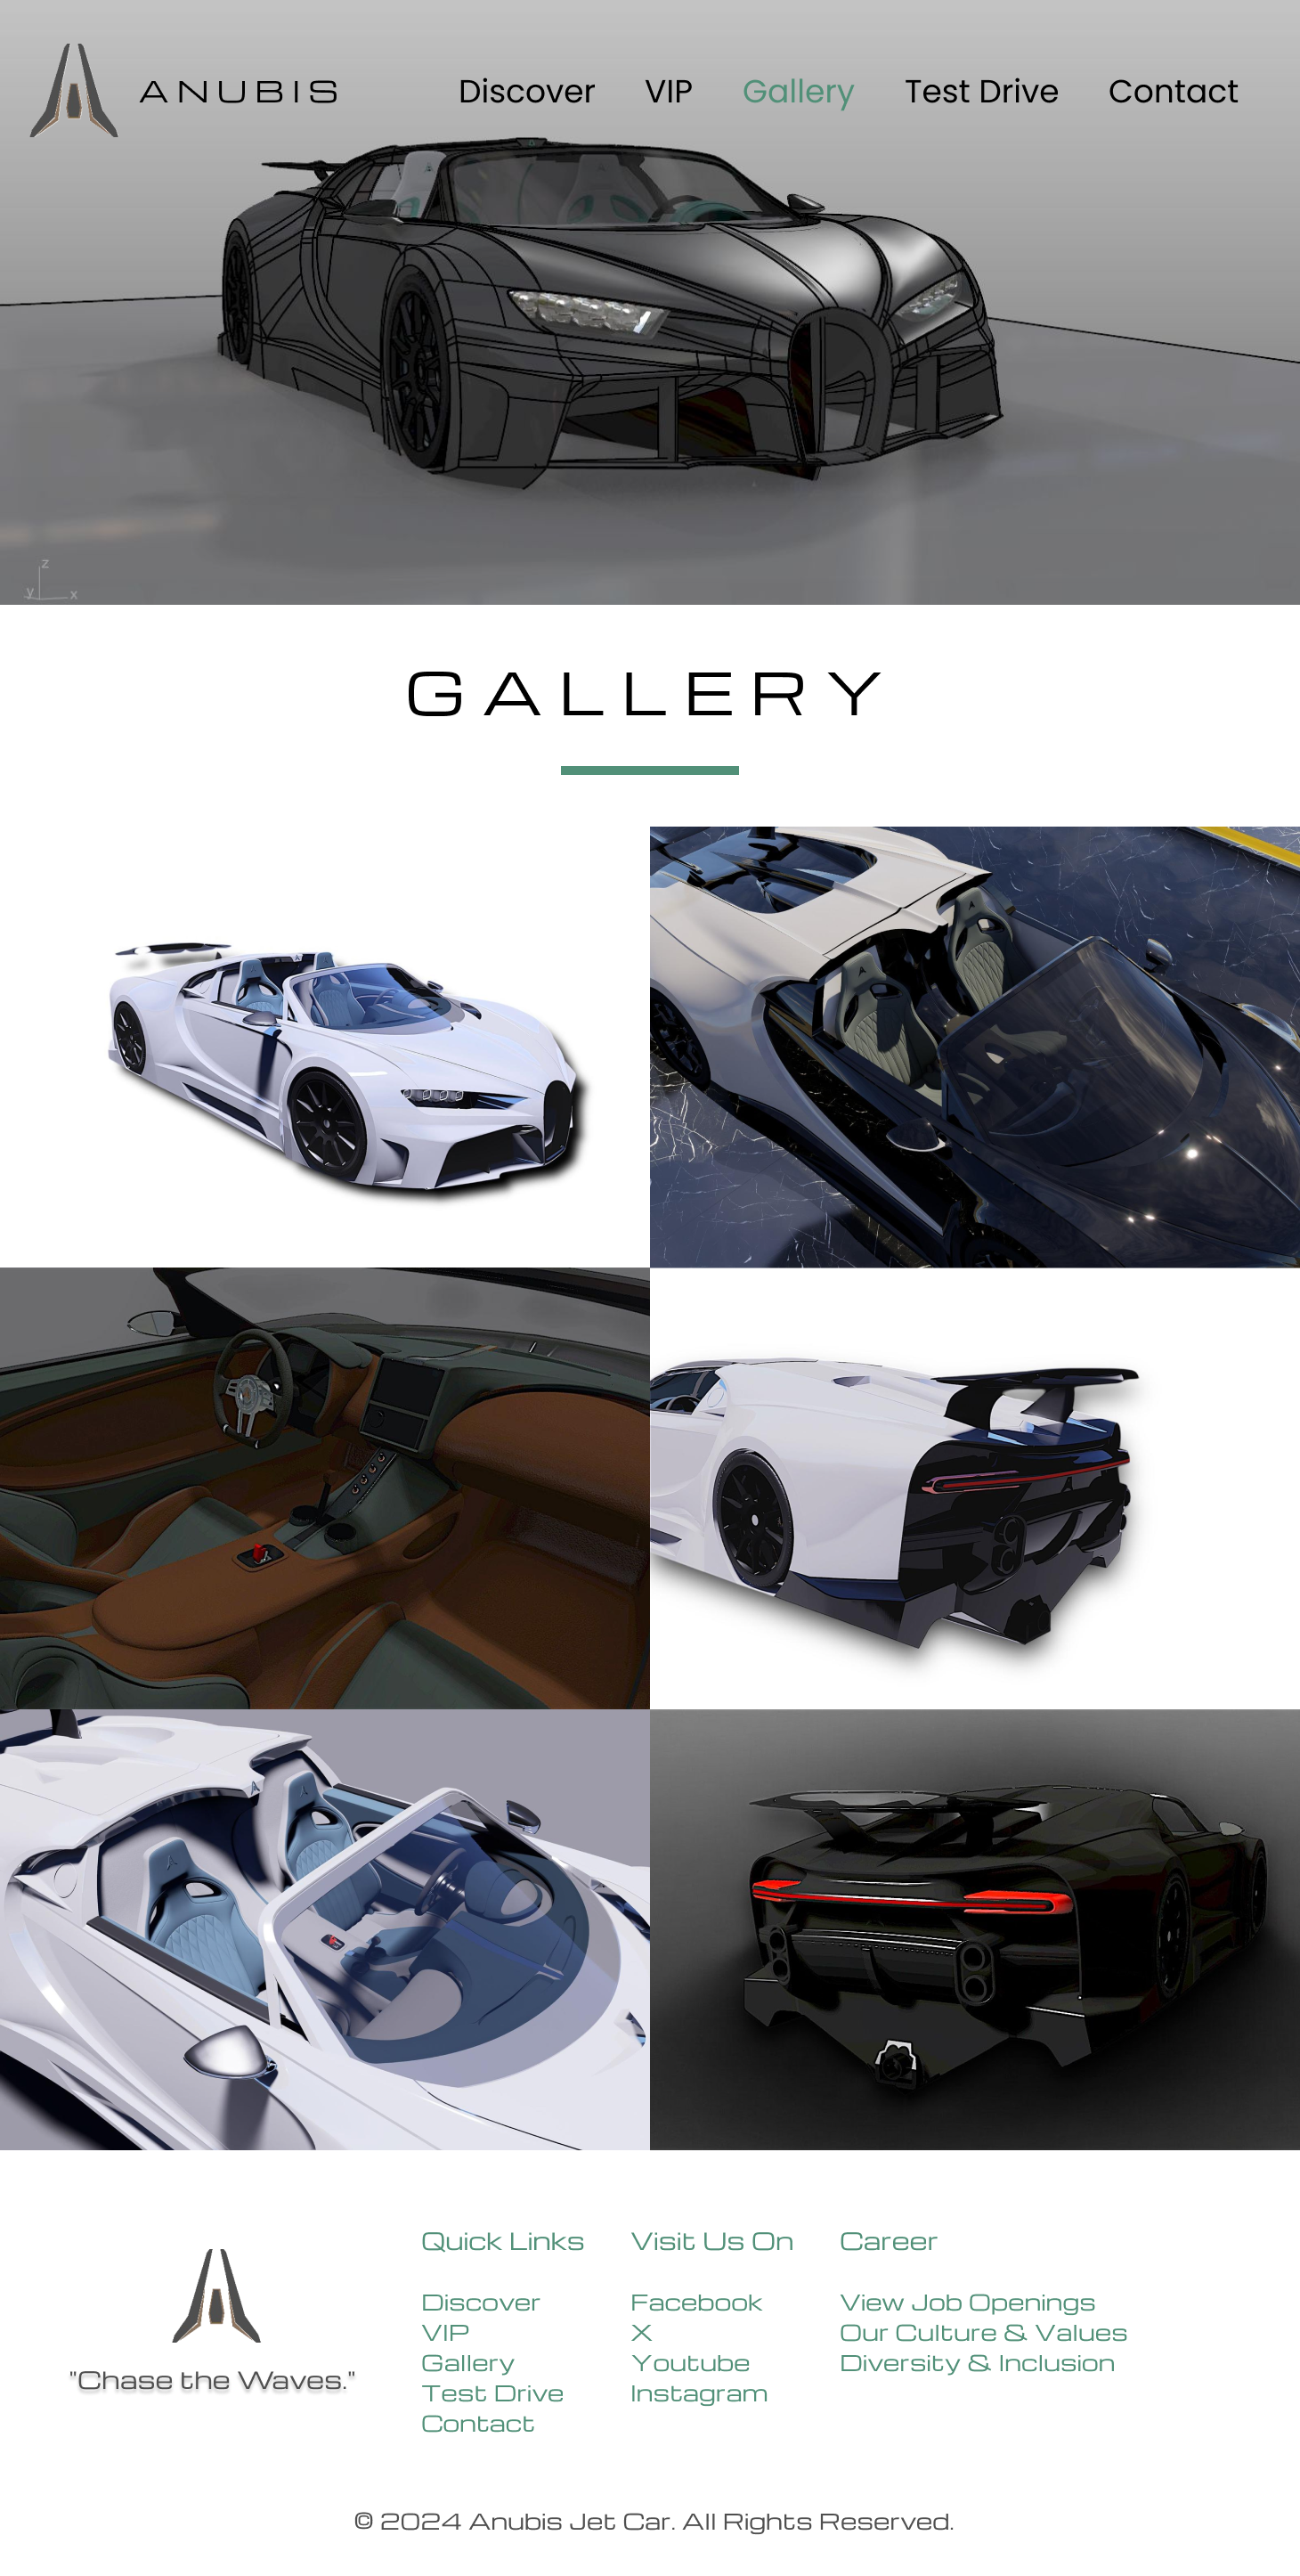 ANUBIS
Discover VIP Gallery Test Drive Contact
z
y x
GALLERY
Quick Links
Discover
VIP
Gallery
Test Drive
Contact
Visit Us On
Facebook
X
Youtube
Instagram
Career
View Job Openings
Our Culture & Values
Diversity & Inclusion
"Chase the Waves."
© 2024 Anubis Jet Car. All Rights Reserved.